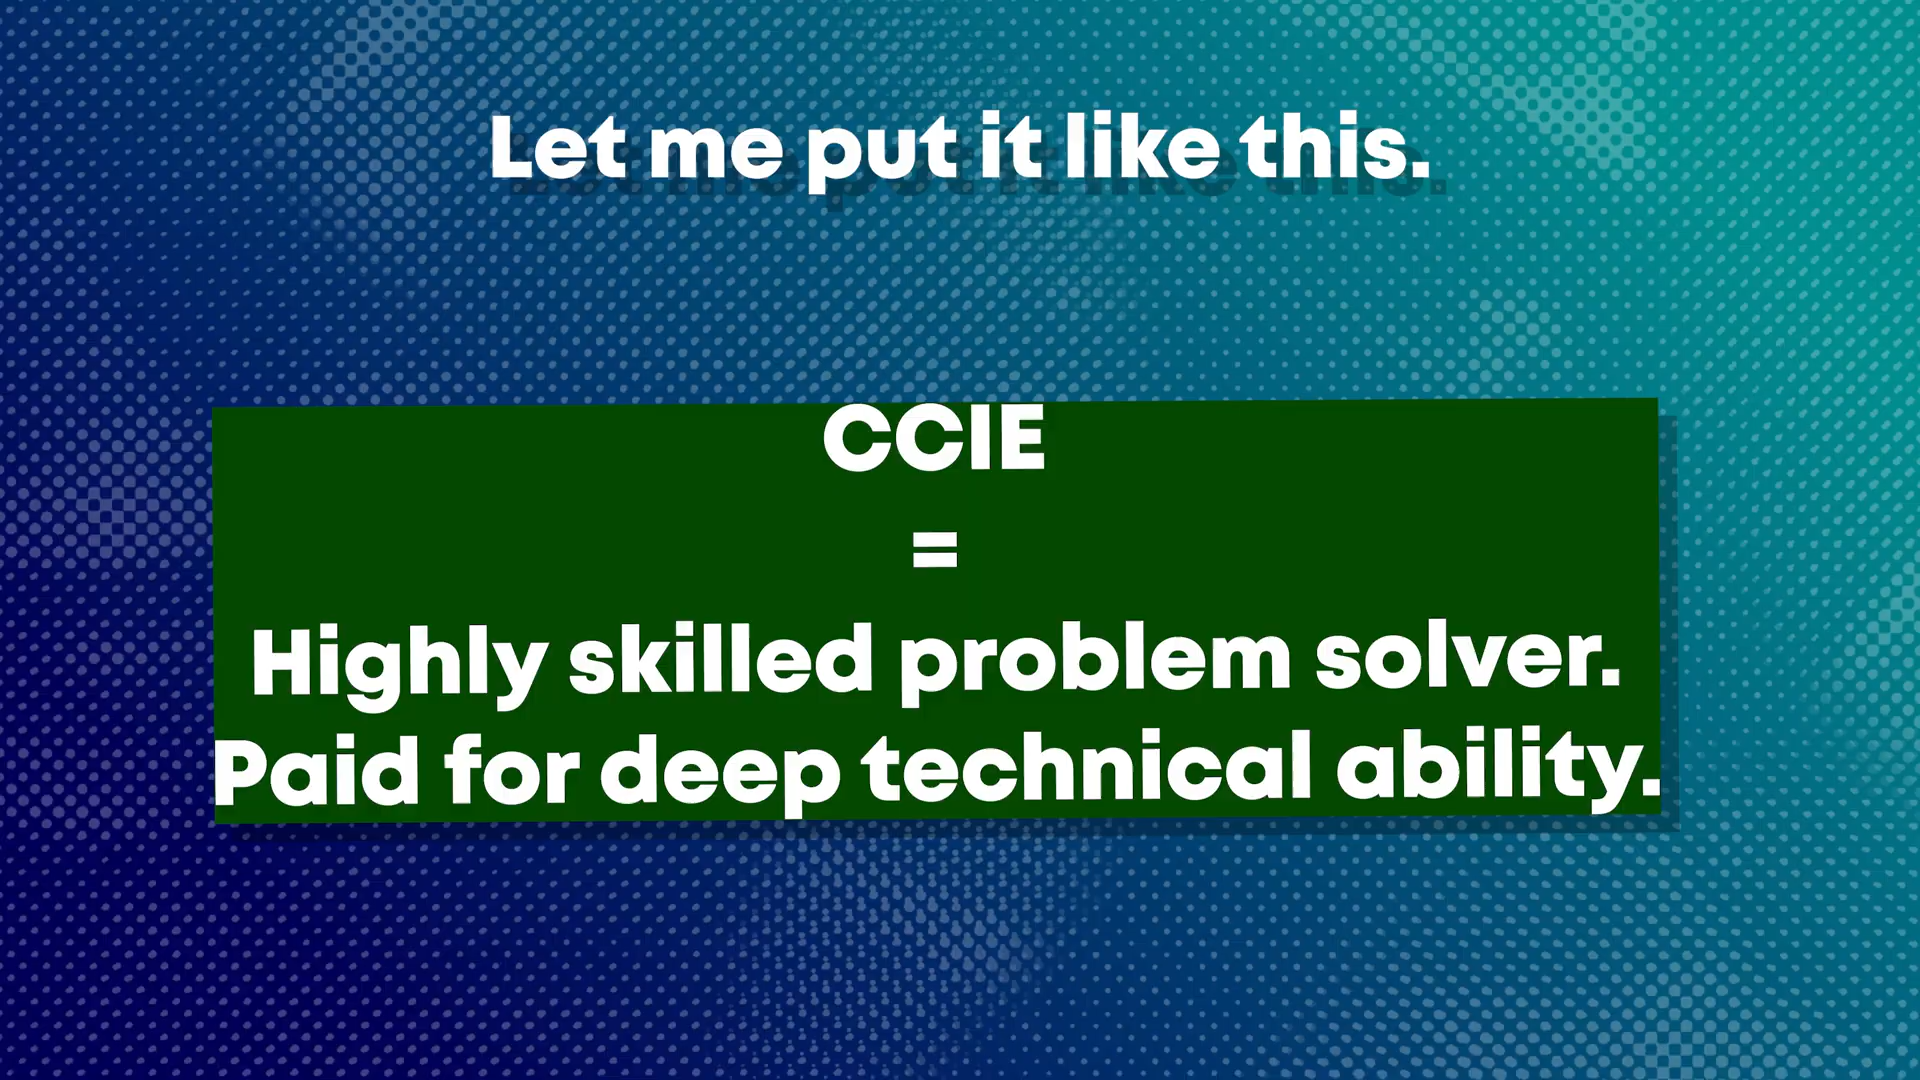 Let me put it like this.
CCIE
=
Highly skilled problem solver.
Paid for deep technical ability.